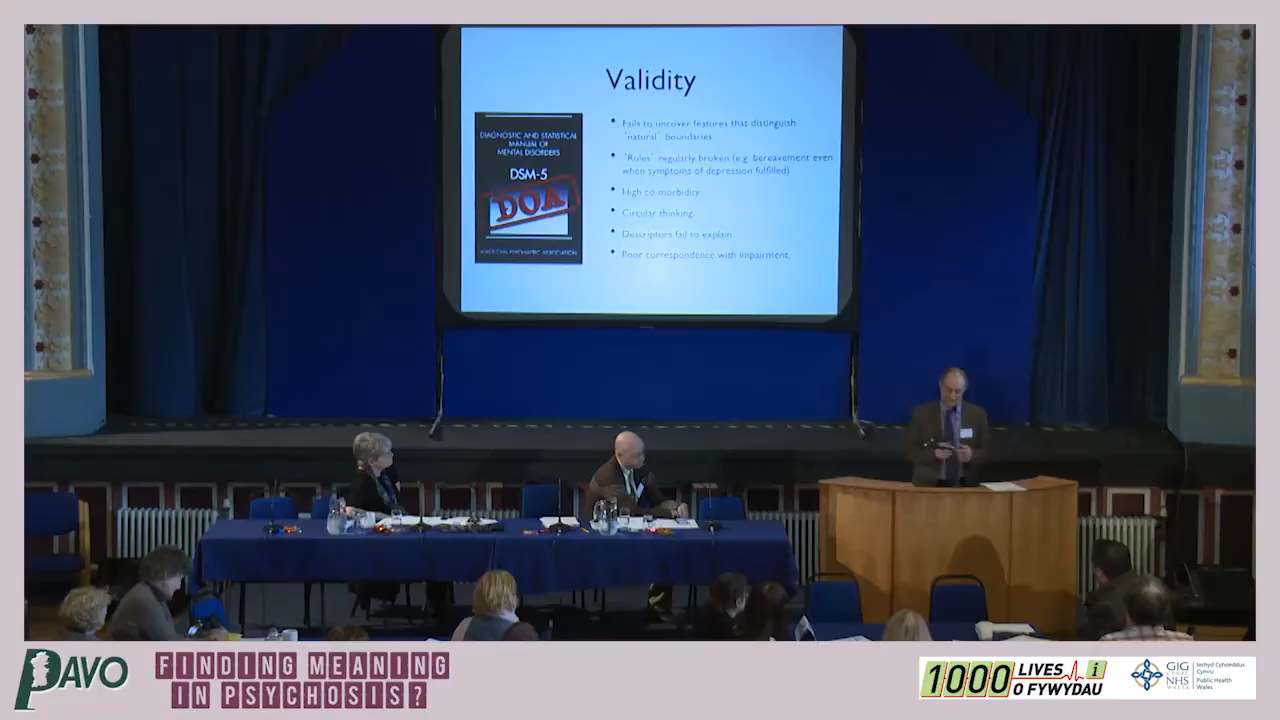 Validity
DIAGNOSTIC AND STATISTICAL
MANUAL OF
MENTAL DISORDERS
DSM-5
DOA
AMERICAN PSYCHIATRIC ASSOCIATION
• Fails to uncover features that distinguish
'natural' boundaries
• 'Rules' regularly broken (e.g. bereavement even
when symptoms of depression fulfilled)
• High co-morbidity
• Circular thinking
• Descriptors fail to explain
• Poor correspondence with impairment
PAVO
FINDING MEANING
IN PSYCHOSIS?
1000 LIVES
O FYWYDAU
i
GIG
CYMRU
NHS
WALES
Iechyd Cyhoeddus
Cymru
Public Health
Wales